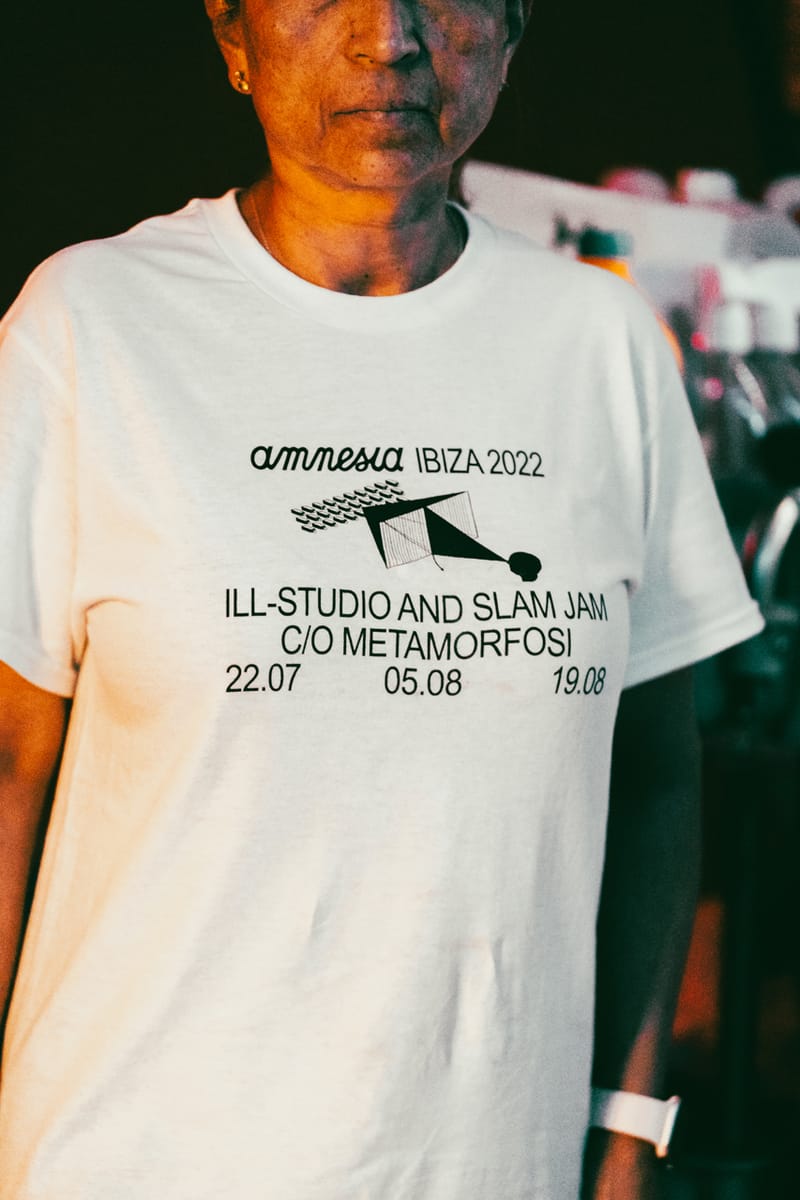 amnesia IBIZA 2022
ILL-STUDIO AND SLAM JAM
C/O METAMORFOSI
22.07 05.08 19.08